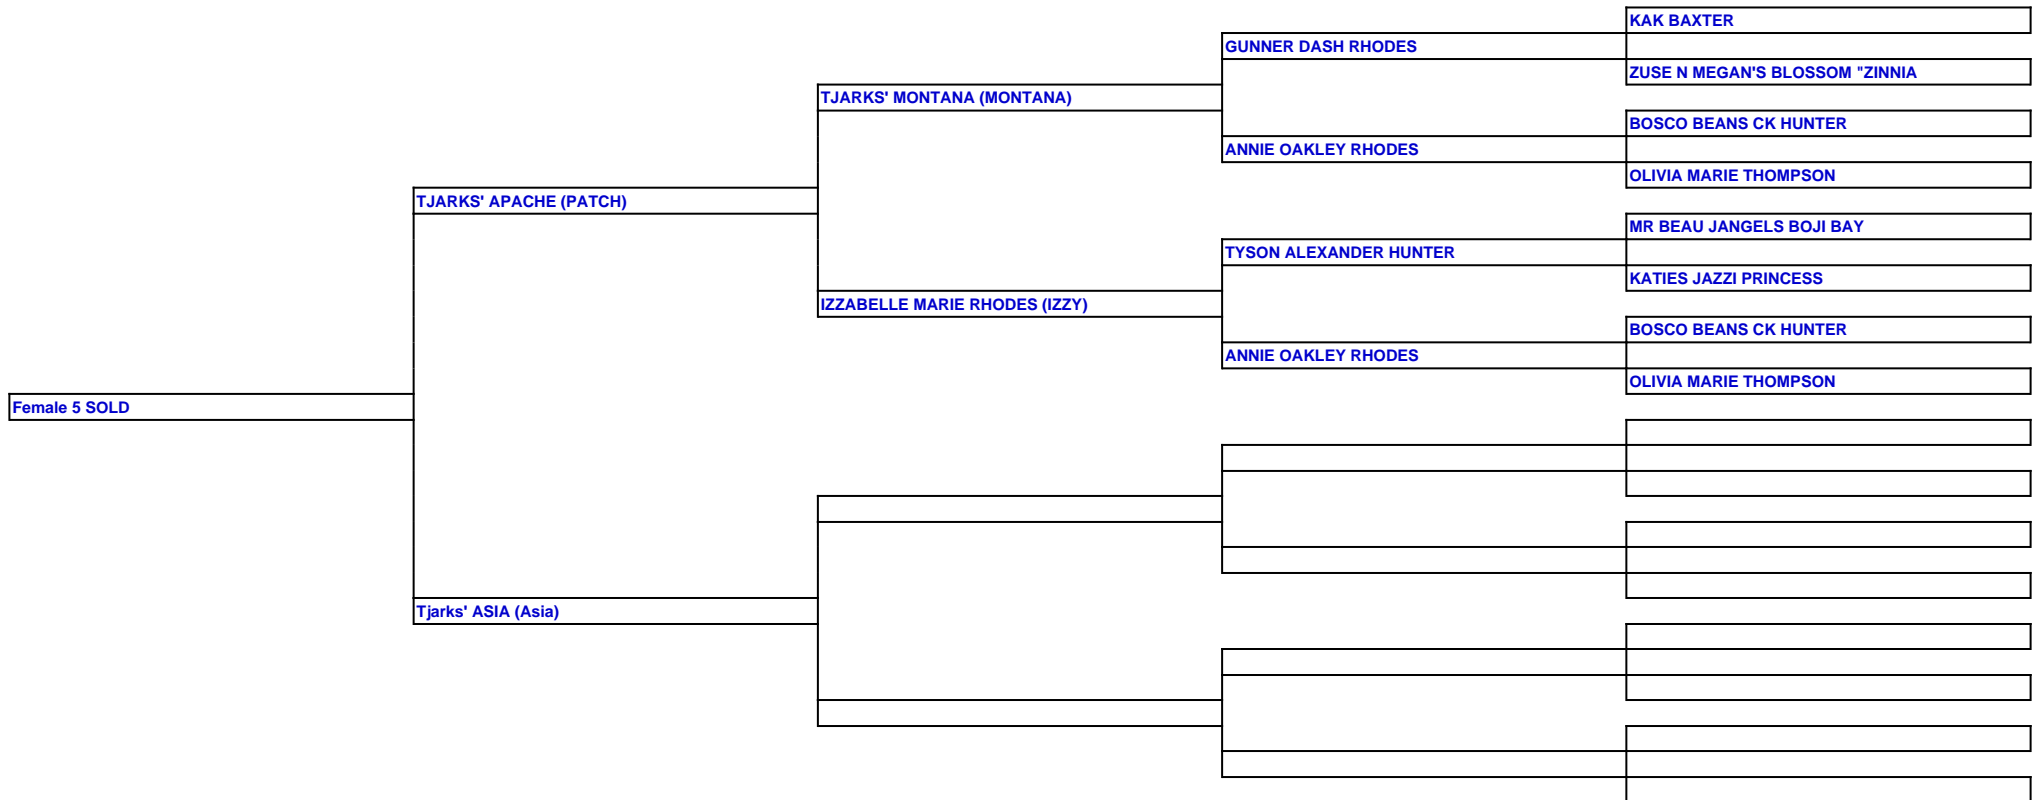 KAK BAXTER
GUNNER DASH RHODES
ZUSE N MEGAN'S BLOSSOM "ZINNIA
TJARKS' MONTANA (MONTANA)
BOSCO BEANS CK HUNTER
ANNIE OAKLEY RHODES
OLIVIA MARIE THOMPSON
TJARKS' APACHE (PATCH)
MR BEAU JANGELS BOJI BAY
TYSON ALEXANDER HUNTER
KATIES JAZZI PRINCESS
IZZABELLE MARIE RHODES (IZZY)
BOSCO BEANS CK HUNTER
ANNIE OAKLEY RHODES
OLIVIA MARIE THOMPSON
Female 5 SOLD
Tjarks' ASIA (Asia)